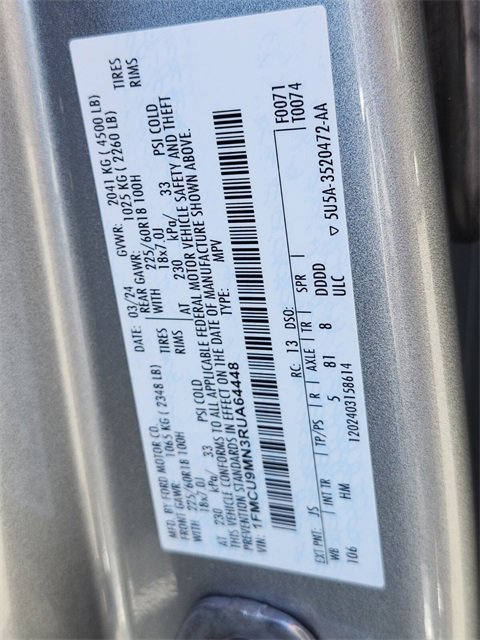 MFD. BY FORD MOTOR CO.
DATE: 03/24 GVWR: 2041 KG ( 4500 LB)
FRONT GAWR: 1065 KG ( 2348 LB) REAR GAWR: 1025 KG ( 2260 LB)
WITH 225/60R18 100H TIRES WITH 225/60R18 100H TIRES
18x7.0J RIMS 18x7.0J RIMS
AT 230 kPa/ 33 PSI COLD AT 230 kPa/ 33 PSI COLD
THIS VEHICLE CONFORMS TO ALL APPLICABLE FEDERAL MOTOR VEHICLE SAFETY AND THEFT
PREVENTION STANDARDS IN EFFECT ON THE DATE OF MANUFACTURE SHOWN ABOVE.
VIN: 1FMCU9MN3RUA64448 TYPE: MPV
F0071
T0074
EXT PNT: JS RC: 13 DSO:
WB INT TR TP/PS R AXLE TR SPR
106 HM 5 81 8 DDDD
1202403158614 ULC ▽ 5U5A-3520472-AA